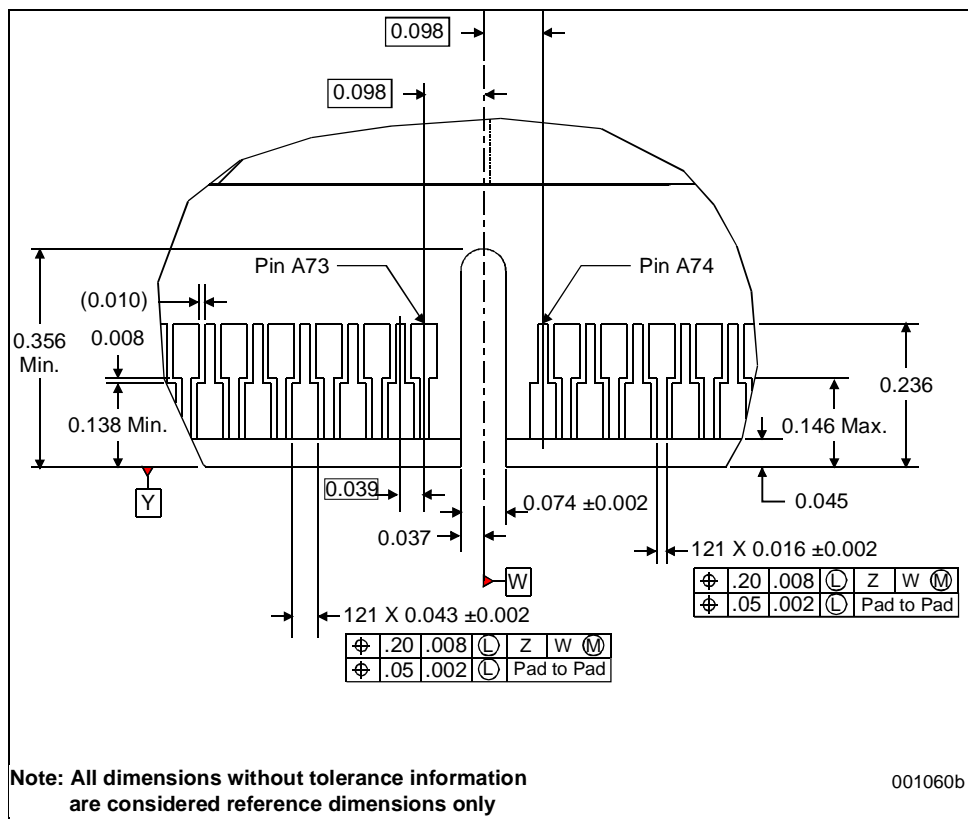 0.098
0.098
Pin A73
Pin A74
(0.010)
0.356
Min.
0.008
0.236
0.138 Min.
0.146 Max.
Y
0.039
0.074 ±0.002
0.045
0.037
121 X 0.016 ±0.002
W
⌖ .20 .008 Ⓛ Z W Ⓜ
⌖ .05 .002 Ⓛ Pad to Pad
121 X 0.043 ±0.002
⌖ .20 .008 Ⓛ Z W Ⓜ
⌖ .05 .002 Ⓛ Pad to Pad
Note: All dimensions without tolerance information
are considered reference dimensions only
001060b